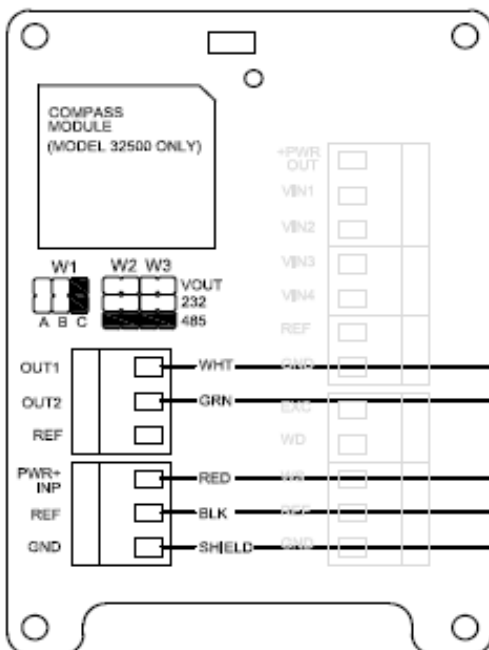 COMPASS
MODULE
(MODEL 32500 ONLY)
+PWR
OUT
VIN1
VIN2
VIN3
VIN4
REF
GND
EXC
WD
WS
REF
GND
W1
A B C
W2 W3
VOUT
232
485
OUT1
WHT
OUT2
GRN
REF
PWR+
INP
RED
REF
BLK
GND
SHIELD